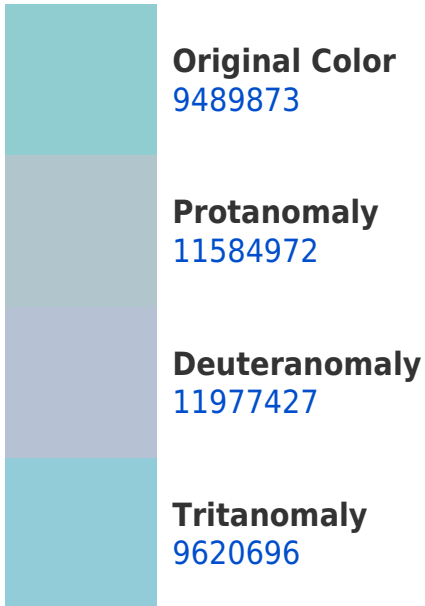 Original Color
9489873
Protanomaly
11584972
Deuteranomaly
11977427
Tritanomaly
9620696